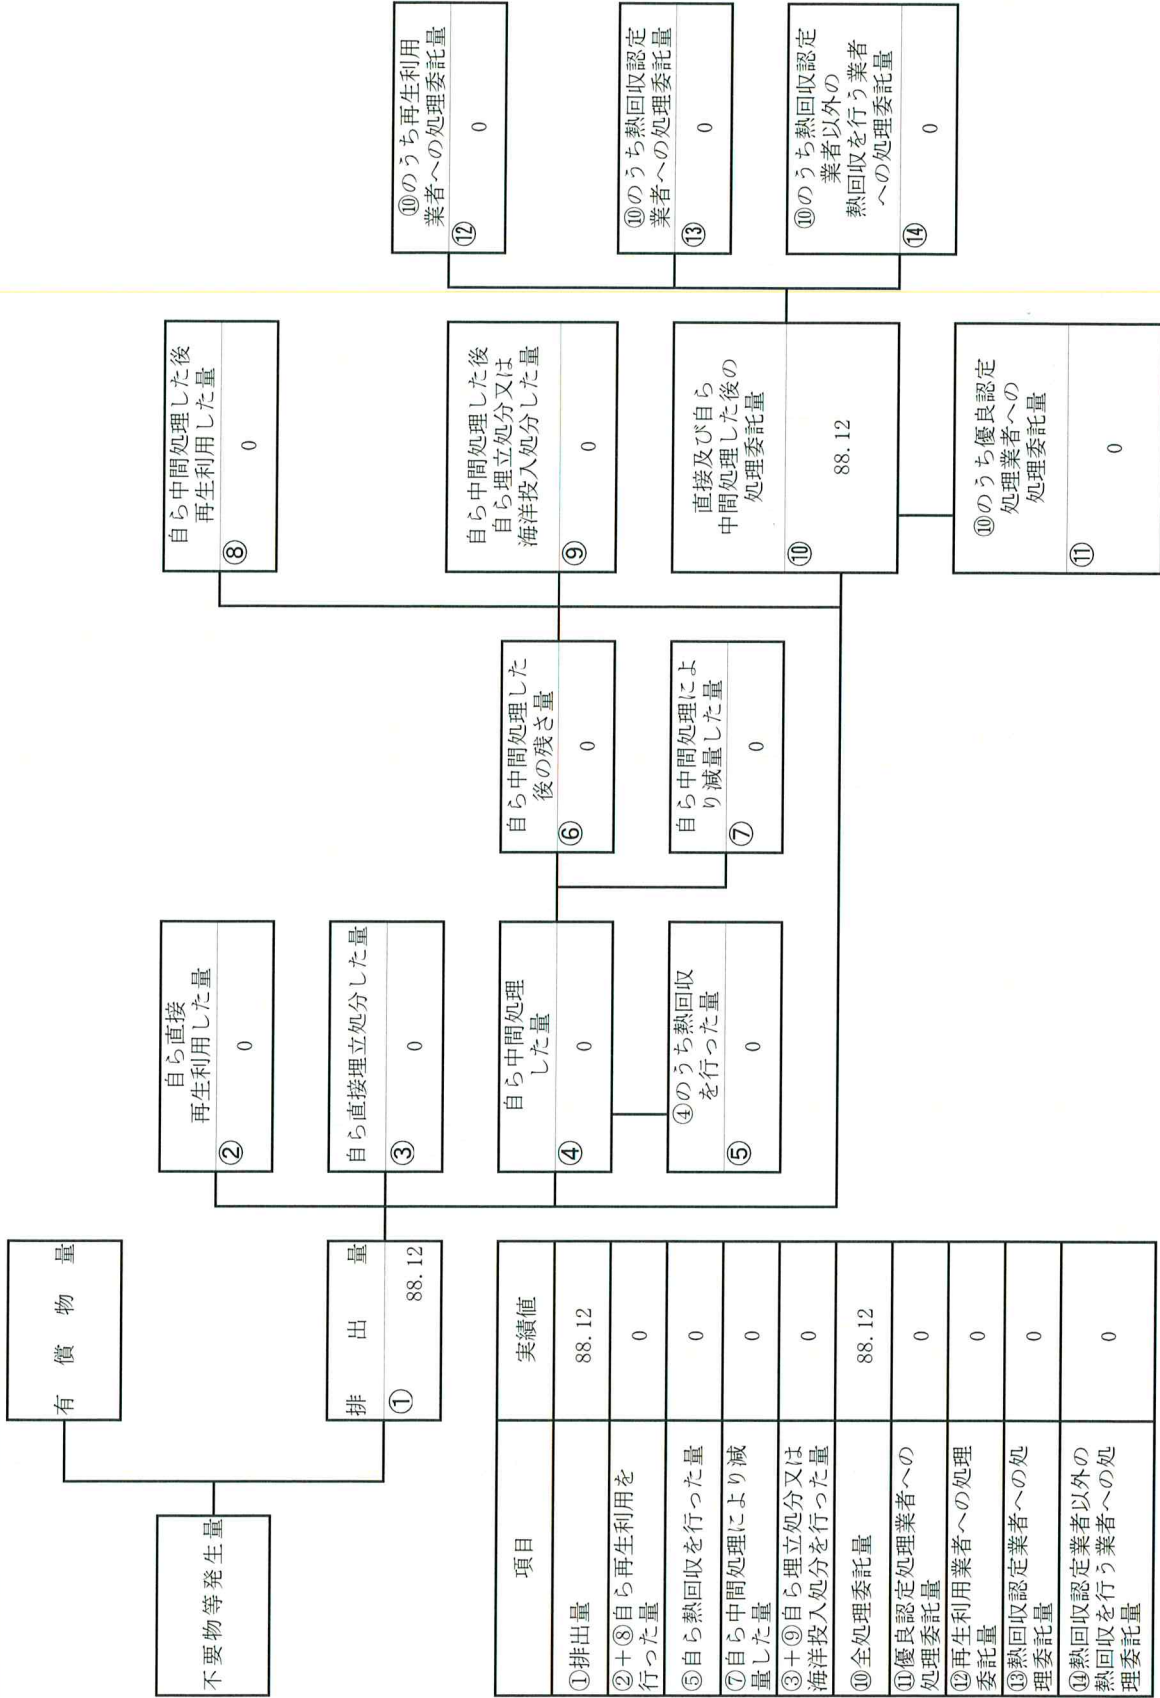 不要物等発生量
有償物量
排出量
①
88.12
自ら直接
再生利用した量
②
0
自ら直接埋立処分した量
③
0
自ら中間処理
した量
④
0
④のうち熱回収
を行った量
⑤
0
自ら中間処理した
後の残さ量
⑥
0
自ら中間処理によ
り減量した量
⑦
0
自ら中間処理した後
再生利用した量
⑧
0
自ら中間処理した後
自ら埋立処分又は
海洋投入処分した量
⑨
0
直接及び自ら
中間処理した後の
処理委託量
⑩
88.12
⑩のうち優良認定
処理業者への
処理委託量
⑪
0
⑩のうち再生利用
業者への処理委託量
⑫
0
⑩のうち熱回収認定
業者への処理委託量
⑬
0
⑩のうち熱回収認定
業者以外の
熱回収を行う業者
への処理委託量
⑭
0
項目 実績値
①排出量 88.12
②+⑧自ら再生利用を
行った量 0
⑤自ら熱回収を行った量 0
⑦自ら中間処理により減
量した量 0
③+⑨自ら埋立処分又は
海洋投入処分を行った量 0
⑩全処理委託量 88.12
⑪優良認定処理業者への
処理委託量 0
⑫再生利用業者への処理
委託量 0
⑬熱回収認定業者への処
理委託量 0
⑭熱回収認定業者以外の
熱回収を行う業者への処
理委託量 0